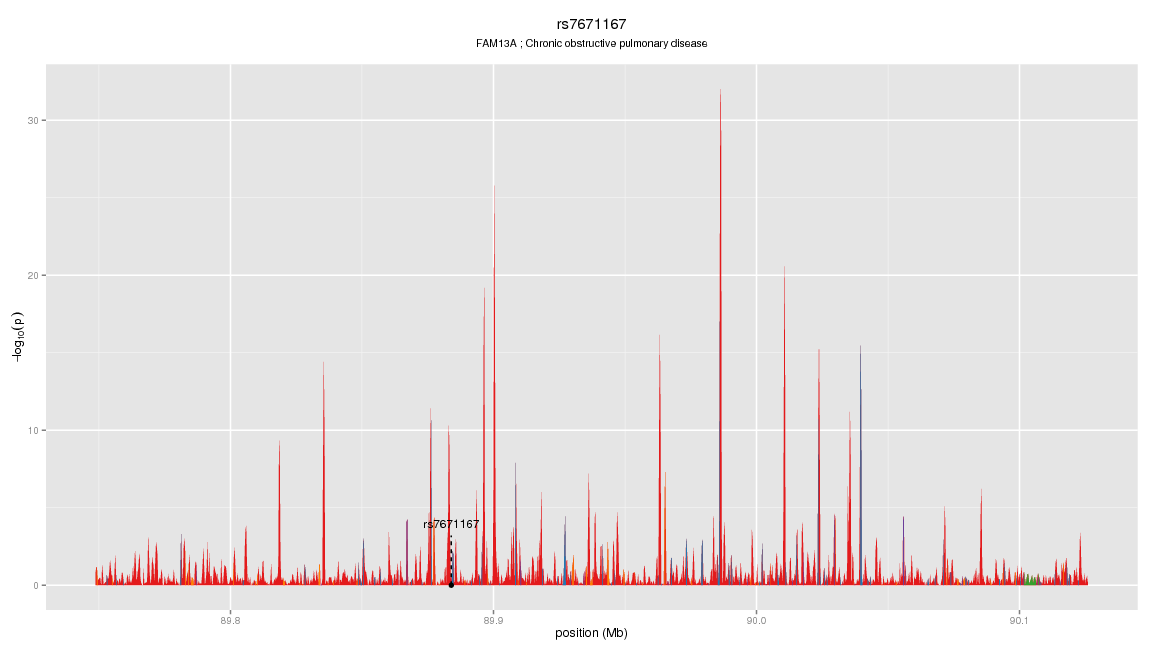 rs7671167
FAM13A ; Chronic obstructive pulmonary disease
30
20
10
0
−log10(p)
rs7671167
89.8
89.9
90.0
90.1
position (Mb)